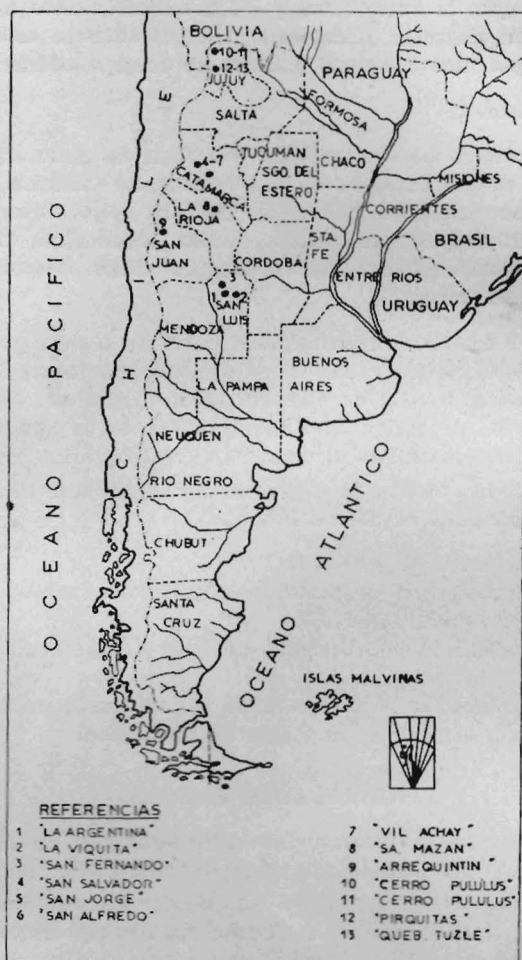 BOLIVIA
10-11
12-13
JUJUY
PARAGUAY
FORMOSA
SALTA
TUCUMAN
CHACO
4-7
CATAMARCA
SGO. DEL
ESTERO
MISIONES
CORRIENTES
LA 8
RIOJA
9
SAN
JUAN
STA.
FE
BRASIL
CORDOBA
ENTRE RIOS
URUGUAY
3
2
SAN
LUIS
MENDOZA
BUENOS
AIRES
LA PAMPA
NEUQUEN
RIO NEGRO
CHUBUT
SANTA
CRUZ
CHILE
OCEANO PACIFICO
OCEANO ATLANTICO
ISLAS MALVINAS
REFERENCIAS
1 "LA ARGENTINA"
2 "LA VIQUITA"
3 "SAN FERNANDO"
4 "SAN SALVADOR"
5 "SAN JORGE"
6 "SAN ALFREDO"
7 "VIL ACHAY"
8 "SA. MAZAN"
9 "ARREQUINTIN"
10 "CERRO PULULUS"
11 "CERRO PULULUS"
12 "PIRQUITAS"
13 "QUEB. TUZLE"